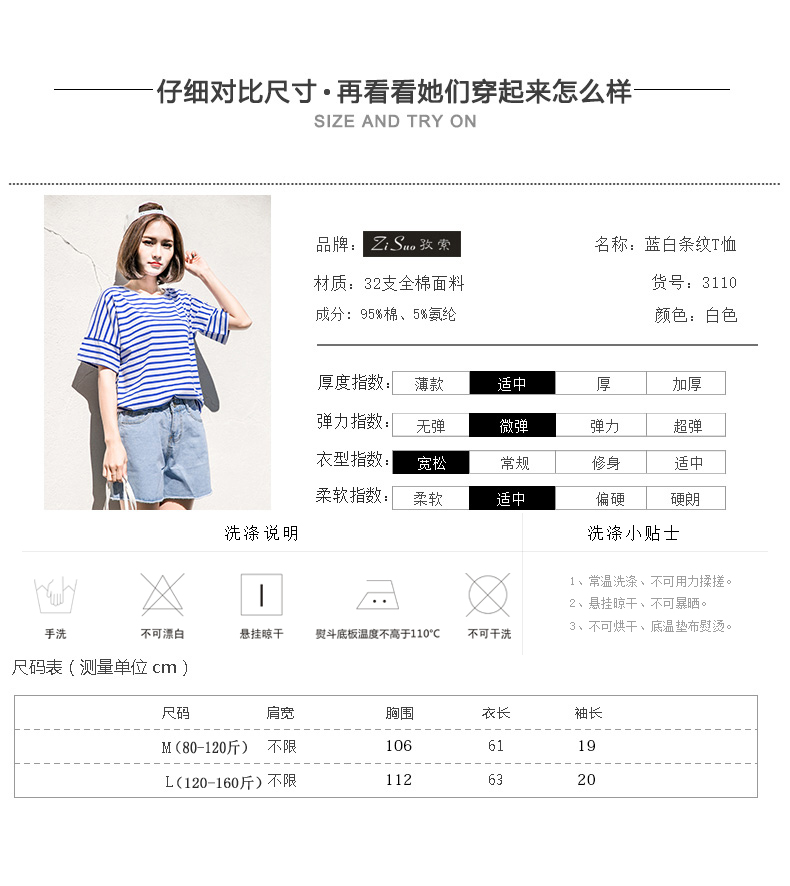 仔细对比尺寸·再看看她们穿起来怎么样
SIZE AND TRY ON
品牌： ZiSuo孜索 名称：蓝白条纹T恤
材质：32支全棉面料 货号：3110
成分：95%棉、5%氨纶 颜色：白色
厚度指数： 薄款 适中 厚 加厚
弹力指数： 无弹 微弹 弹力 超弹
衣型指数： 宽松 常规 修身 适中
柔软指数： 柔软 适中 偏硬 硬朗
洗涤说明 洗涤小贴士
手洗 不可漂白 悬挂晾干 熨斗底板温度不高于110°C 不可干洗
1、常温洗涤、不可用力揉搓。
2、悬挂晾干、不可暴晒。
3、不可烘干、底温垫布熨烫。
尺码表（测量单位cm）
尺码 肩宽 胸围 衣长 袖长
M（80-120斤） 不限 106 61 19
L（120-160斤） 不限 112 63 20